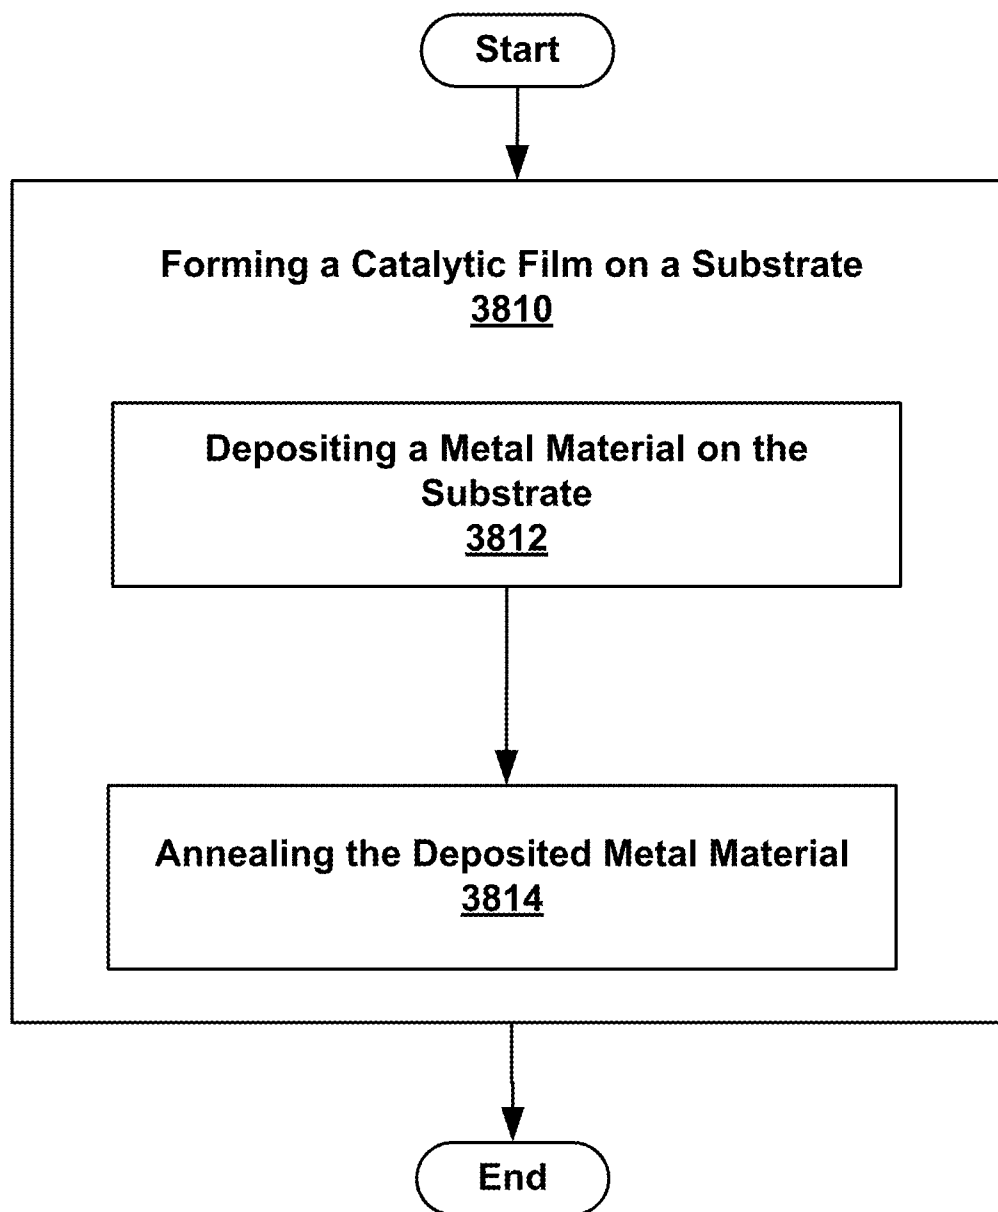 Start
Forming a Catalytic Film on a Substrate
3810
Depositing a Metal Material on the
Substrate
3812
Annealing the Deposited Metal Material
3814
End